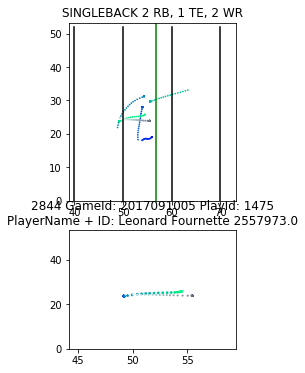 SINGLEBACK 2 RB, 1 TE, 2 WR
50
40
30
20
10
0
40 50 60 70
2844 GameId: 2017091005 PlayId: 1475
PlayerName + ID: Leonard Fournette 2557973.0
40
20
0
45 50 55